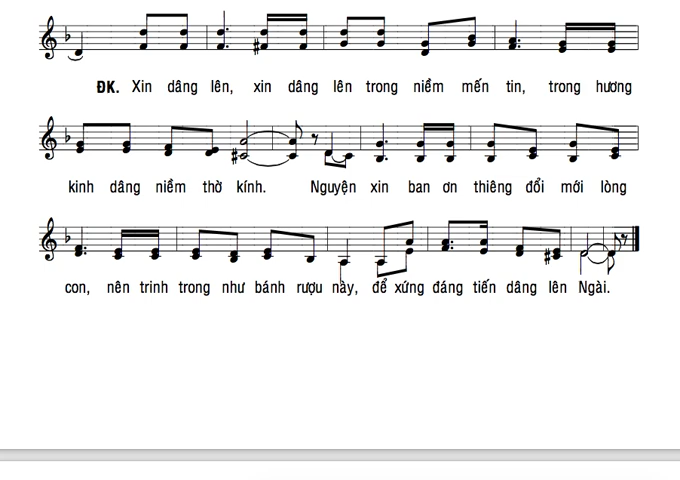 ĐK. Xin dâng lên, xin dâng lên trong niềm mến tin, trong hương
kinh dâng niềm thờ kính. Nguyện xin ban ơn thiêng đổi mới lòng
con, nên trinh trong như bánh rượu này, để xứng đáng tiến dâng lên Ngài.